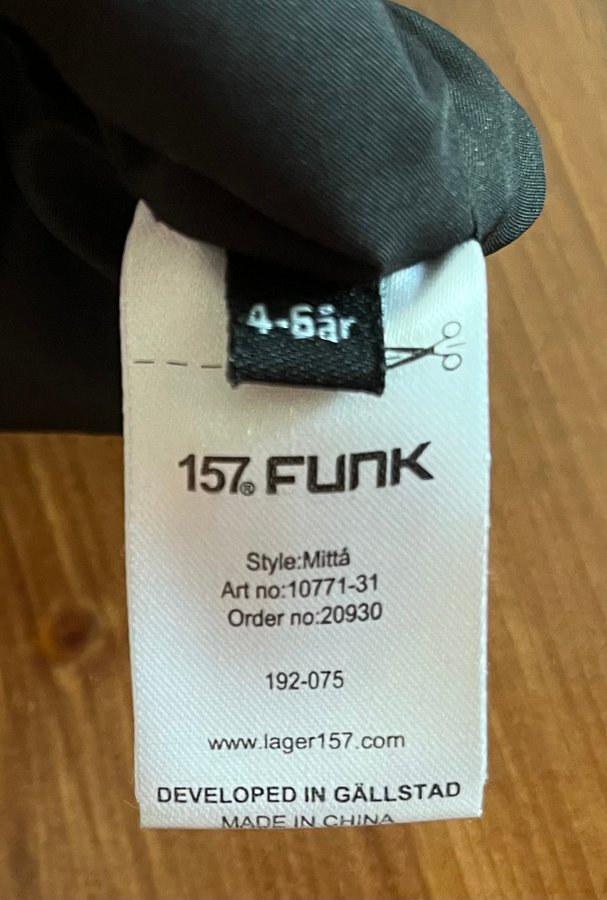 4-6år
157® FUNK
Style:Mittå
Art no:10771-31
Order no:20930
192-075
www.lager157.com
DEVELOPED IN GÄLLSTAD
MADE IN CHINA